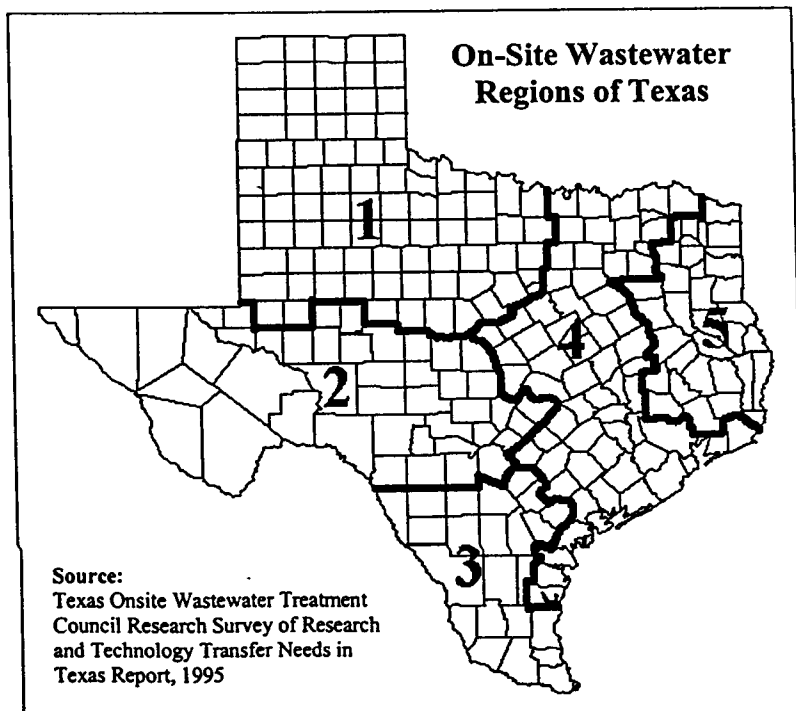 On-Site Wastewater
Regions of Texas
1
2
3
4
5
Source:
Texas Onsite Wastewater Treatment
Council Research Survey of Research
and Technology Transfer Needs in
Texas Report, 1995